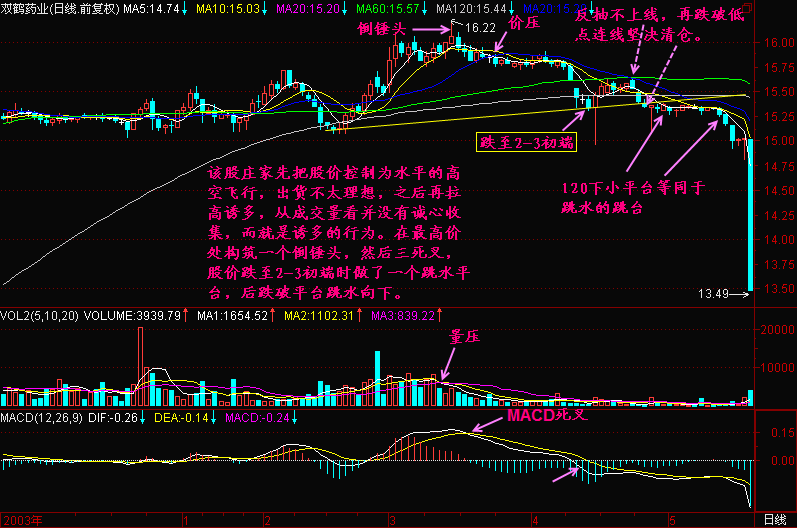 双鹤药业(日线.前复权) MA5:14.74↓ MA10:15.03↓ MA20:15.20↓ MA60:15.57↓ MA120:15.44↓ MA20:15.20↓
倒锤头
16.22
价压
反抽不上线,再跌破低
点连线坚决清仓。
16.00
15.75
15.50
15.25
15.00
14.75
14.50
14.25
14.00
13.75
13.50
跌至2-3初端
120下小平台等同于
跳水的跳台
该股庄家先把股价控制为水平的高
空飞行,出货不太理想,之后再拉
高诱多,从成交量看并没有诚心收
集,而就是诱多的行为。在最高价
处构筑一个倒锤头,然后三死叉,
股价跌至2-3初端时做了一个跳水平
台,后跌破平台跳水向下。
13.49
VOL2(5,10,20) VOLUME:3939.79↑ MA1:1654.52↑ MA2:1102.31↑ MA3:839.22↑
量压
20000
10000
MACD(12,26,9) DIF:-0.26↓ DEA:-0.14↓ MACD:-0.24↓
MACD死叉
0.15
0.00
2003年 1 2 3 4 5 日线